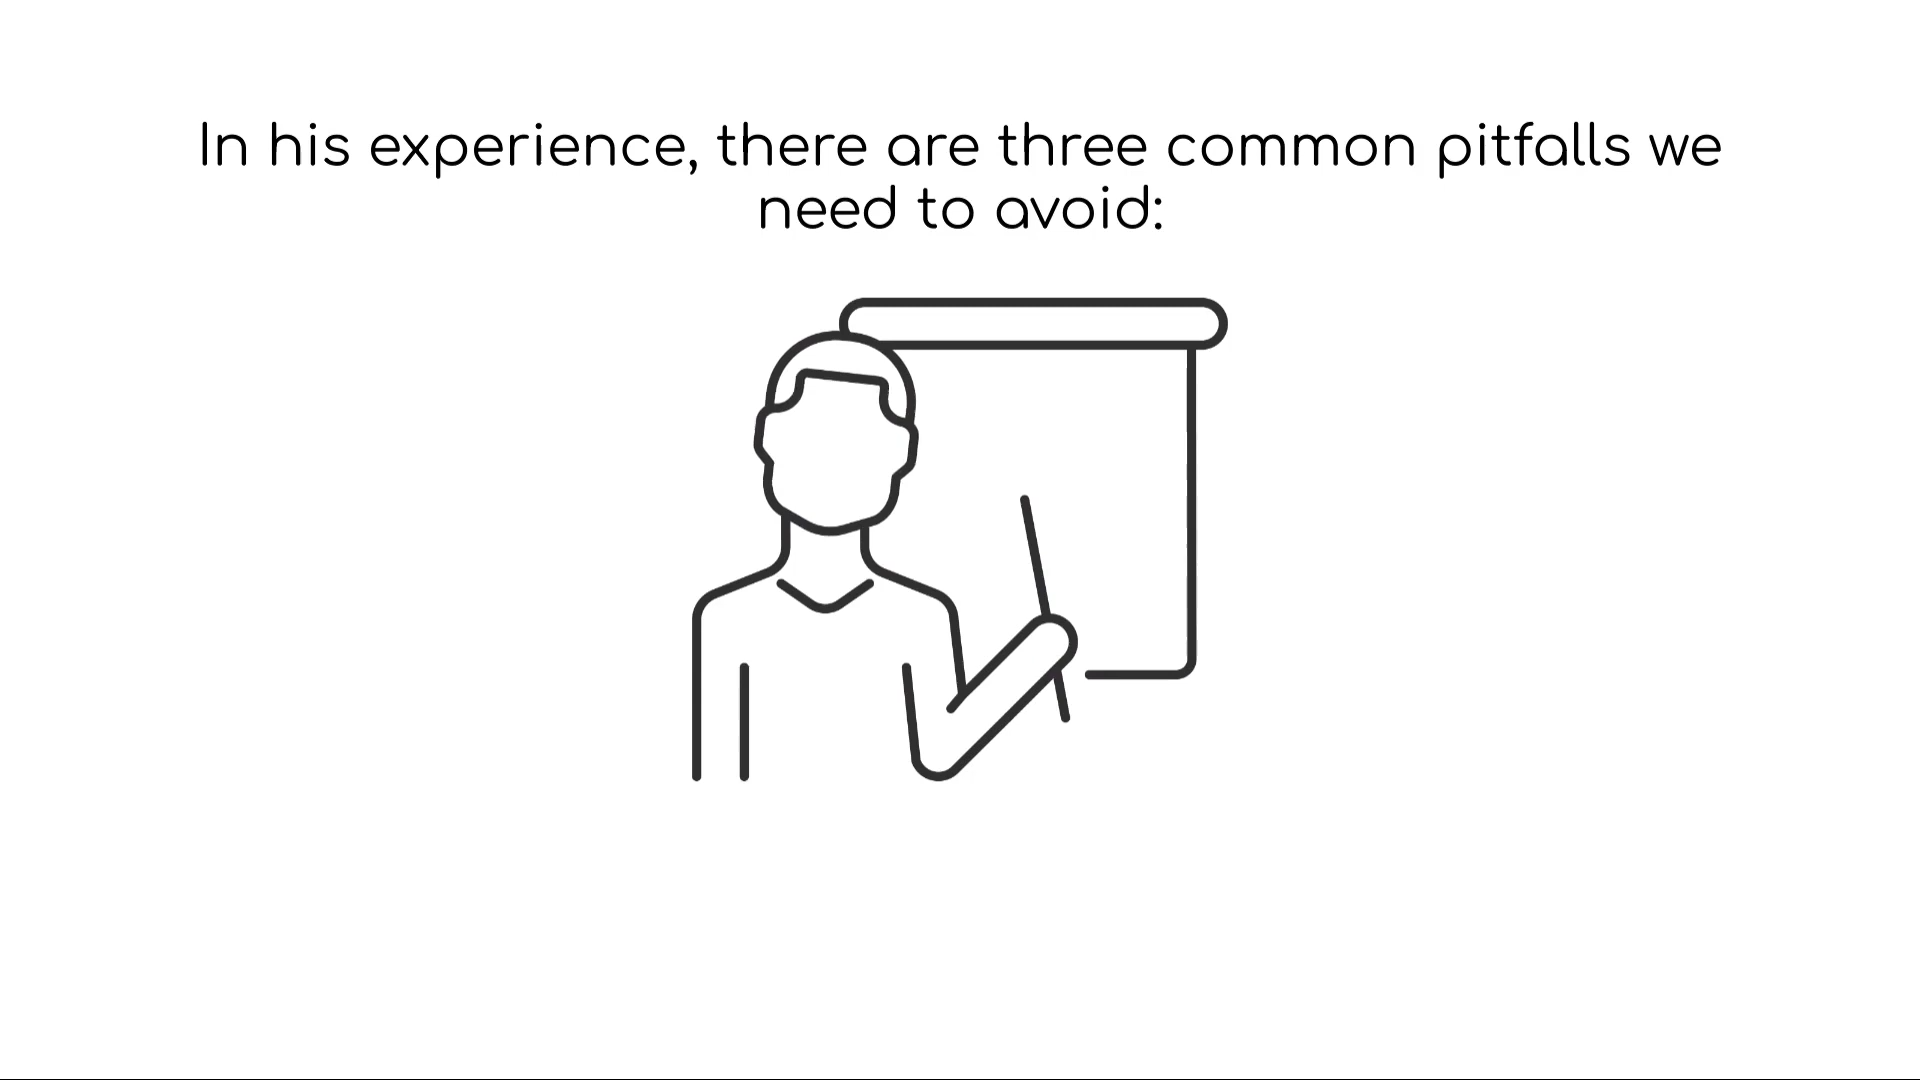 In his experience, there are three common pitfalls we
need to avoid: